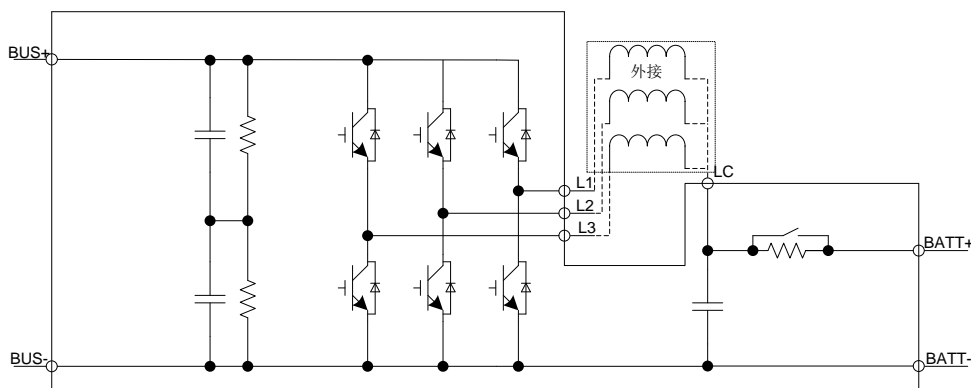 BUS+
外接
L1
LC
L2
L3
BATT+
BUS-
BATT-